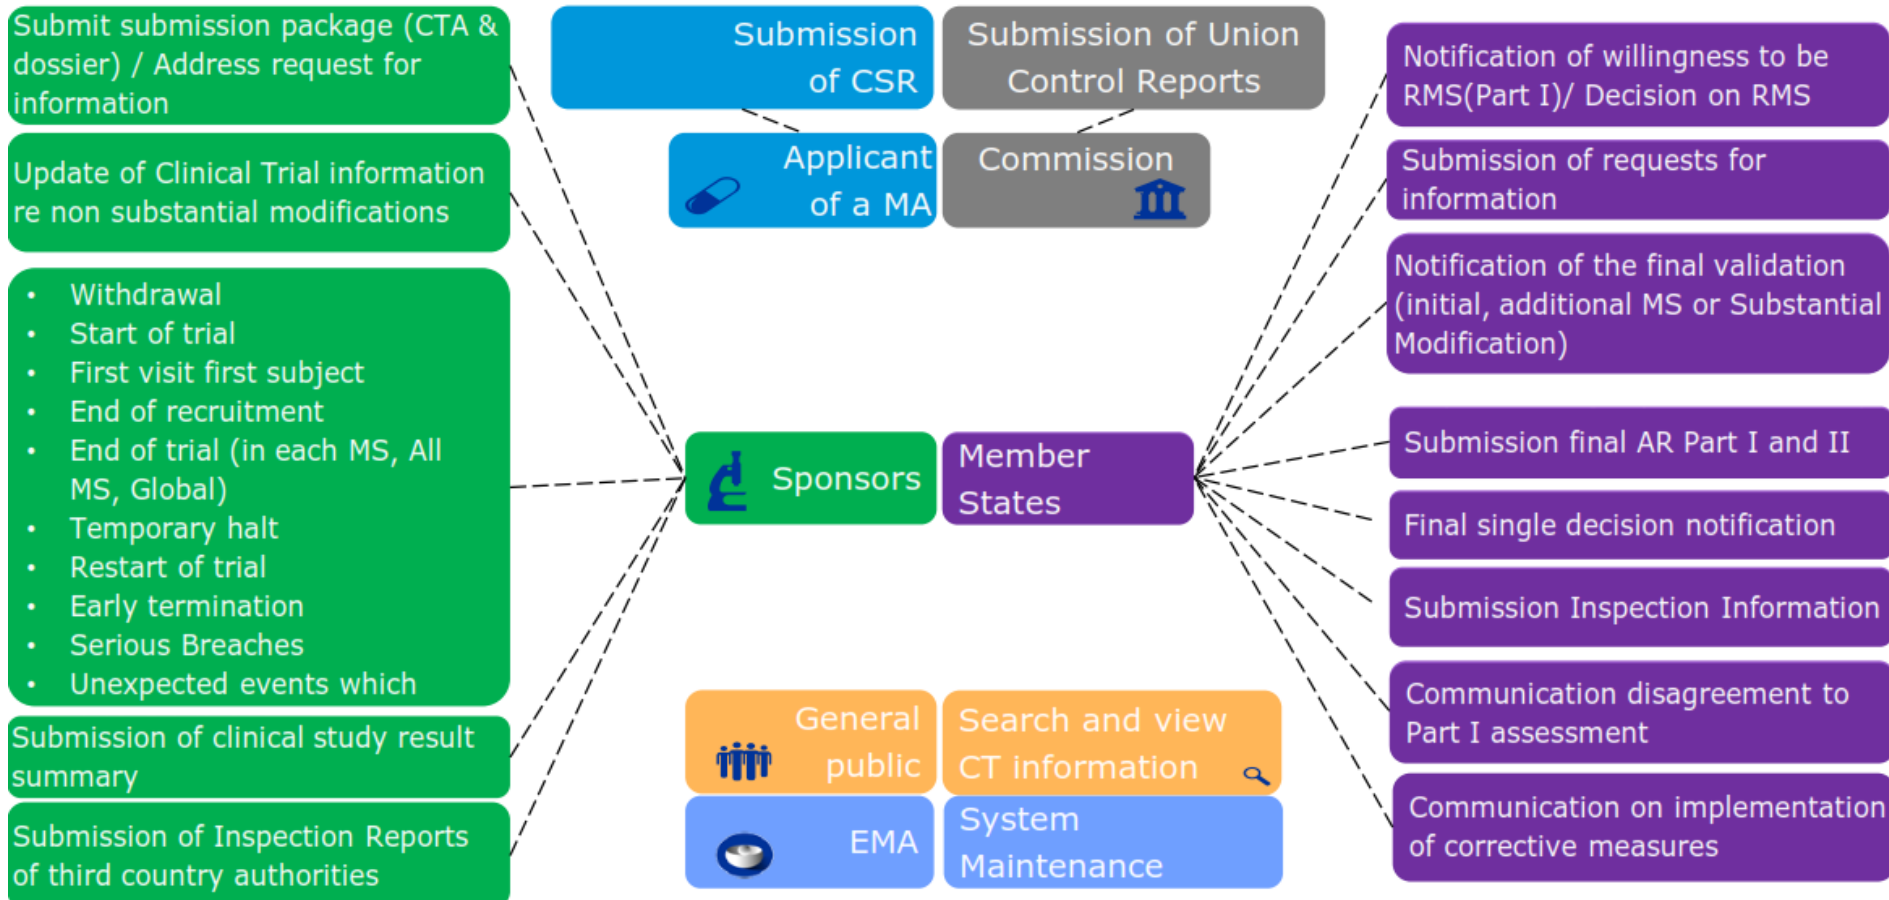 Submit submission package (CTA &
dossier) / Address request for
information
Update of Clinical Trial information
re non substantial modifications
• Withdrawal
• Start of trial
• First visit first subject
• End of recruitment
• End of trial (in each MS, All
MS, Global)
• Temporary halt
• Restart of trial
• Early termination
• Serious Breaches
• Unexpected events which
Submission of clinical study result
summary
Submission of Inspection Reports
of third country authorities
Submission
of CSR
Submission of Union
Control Reports
Applicant
of a MA
Commission
Sponsors
Member
States
General
public
Search and view
CT information
EMA
System
Maintenance
Notification of willingness to be
RMS(Part I)/ Decision on RMS
Submission of requests for
information
Notification of the final validation
(initial, additional MS or Substantial
Modification)
Submission final AR Part I and II
Final single decision notification
Submission Inspection Information
Communication disagreement to
Part I assessment
Communication on implementation
of corrective measures